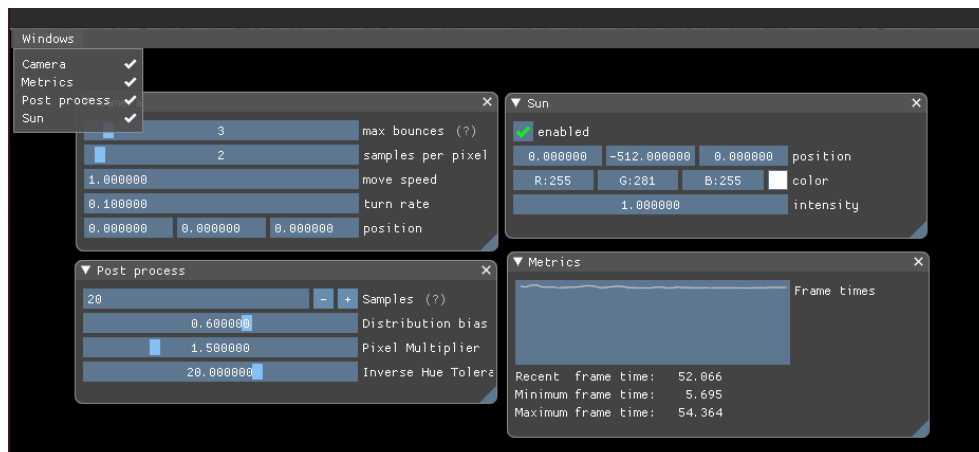 Windows
Camera
Metrics
Post process
Sun
3 max bounces (?)
2 samples per pixel
1.000000 move speed
0.100000 turn rate
0.000000 0.000000 0.000000 position
Sun
enabled
0.000000 -512.000000 0.000000 position
R:255 G:281 B:255 color
1.000000 intensity
Post process
20 - + Samples (?)
0.600000 Distribution bias
1.500000 Pixel Multiplier
20.000000 Inverse Hue Tolera
Metrics
Frame times
Recent frame time: 52.066
Minimum frame time: 5.695
Maximum frame time: 54.364